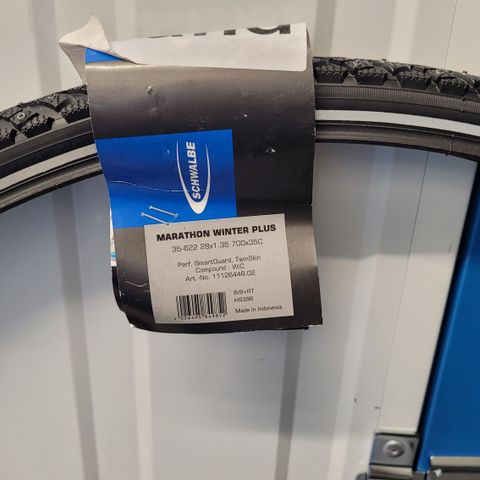 SCHWALBE
MARATHON WINTER PLUS
35-622 28x1.35 700x35C
Perf, SmartGuard, TwinSkin
Compound : WiC
Art.-No. 11126448.02
B/B+RT
HS396
Made in Indonesia